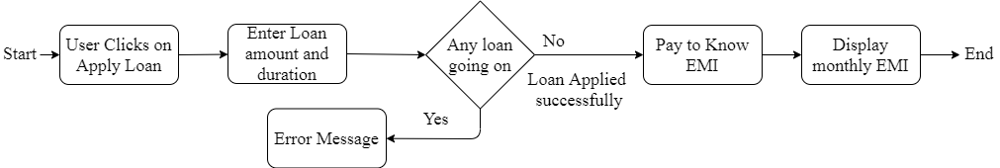 Start
User Clicks on
Apply Loan
Enter Loan
amount and
duration
Any loan
going on
No
Loan Applied
successfully
Pay to Know
EMI
Display
monthly EMI
End
Yes
Error Message